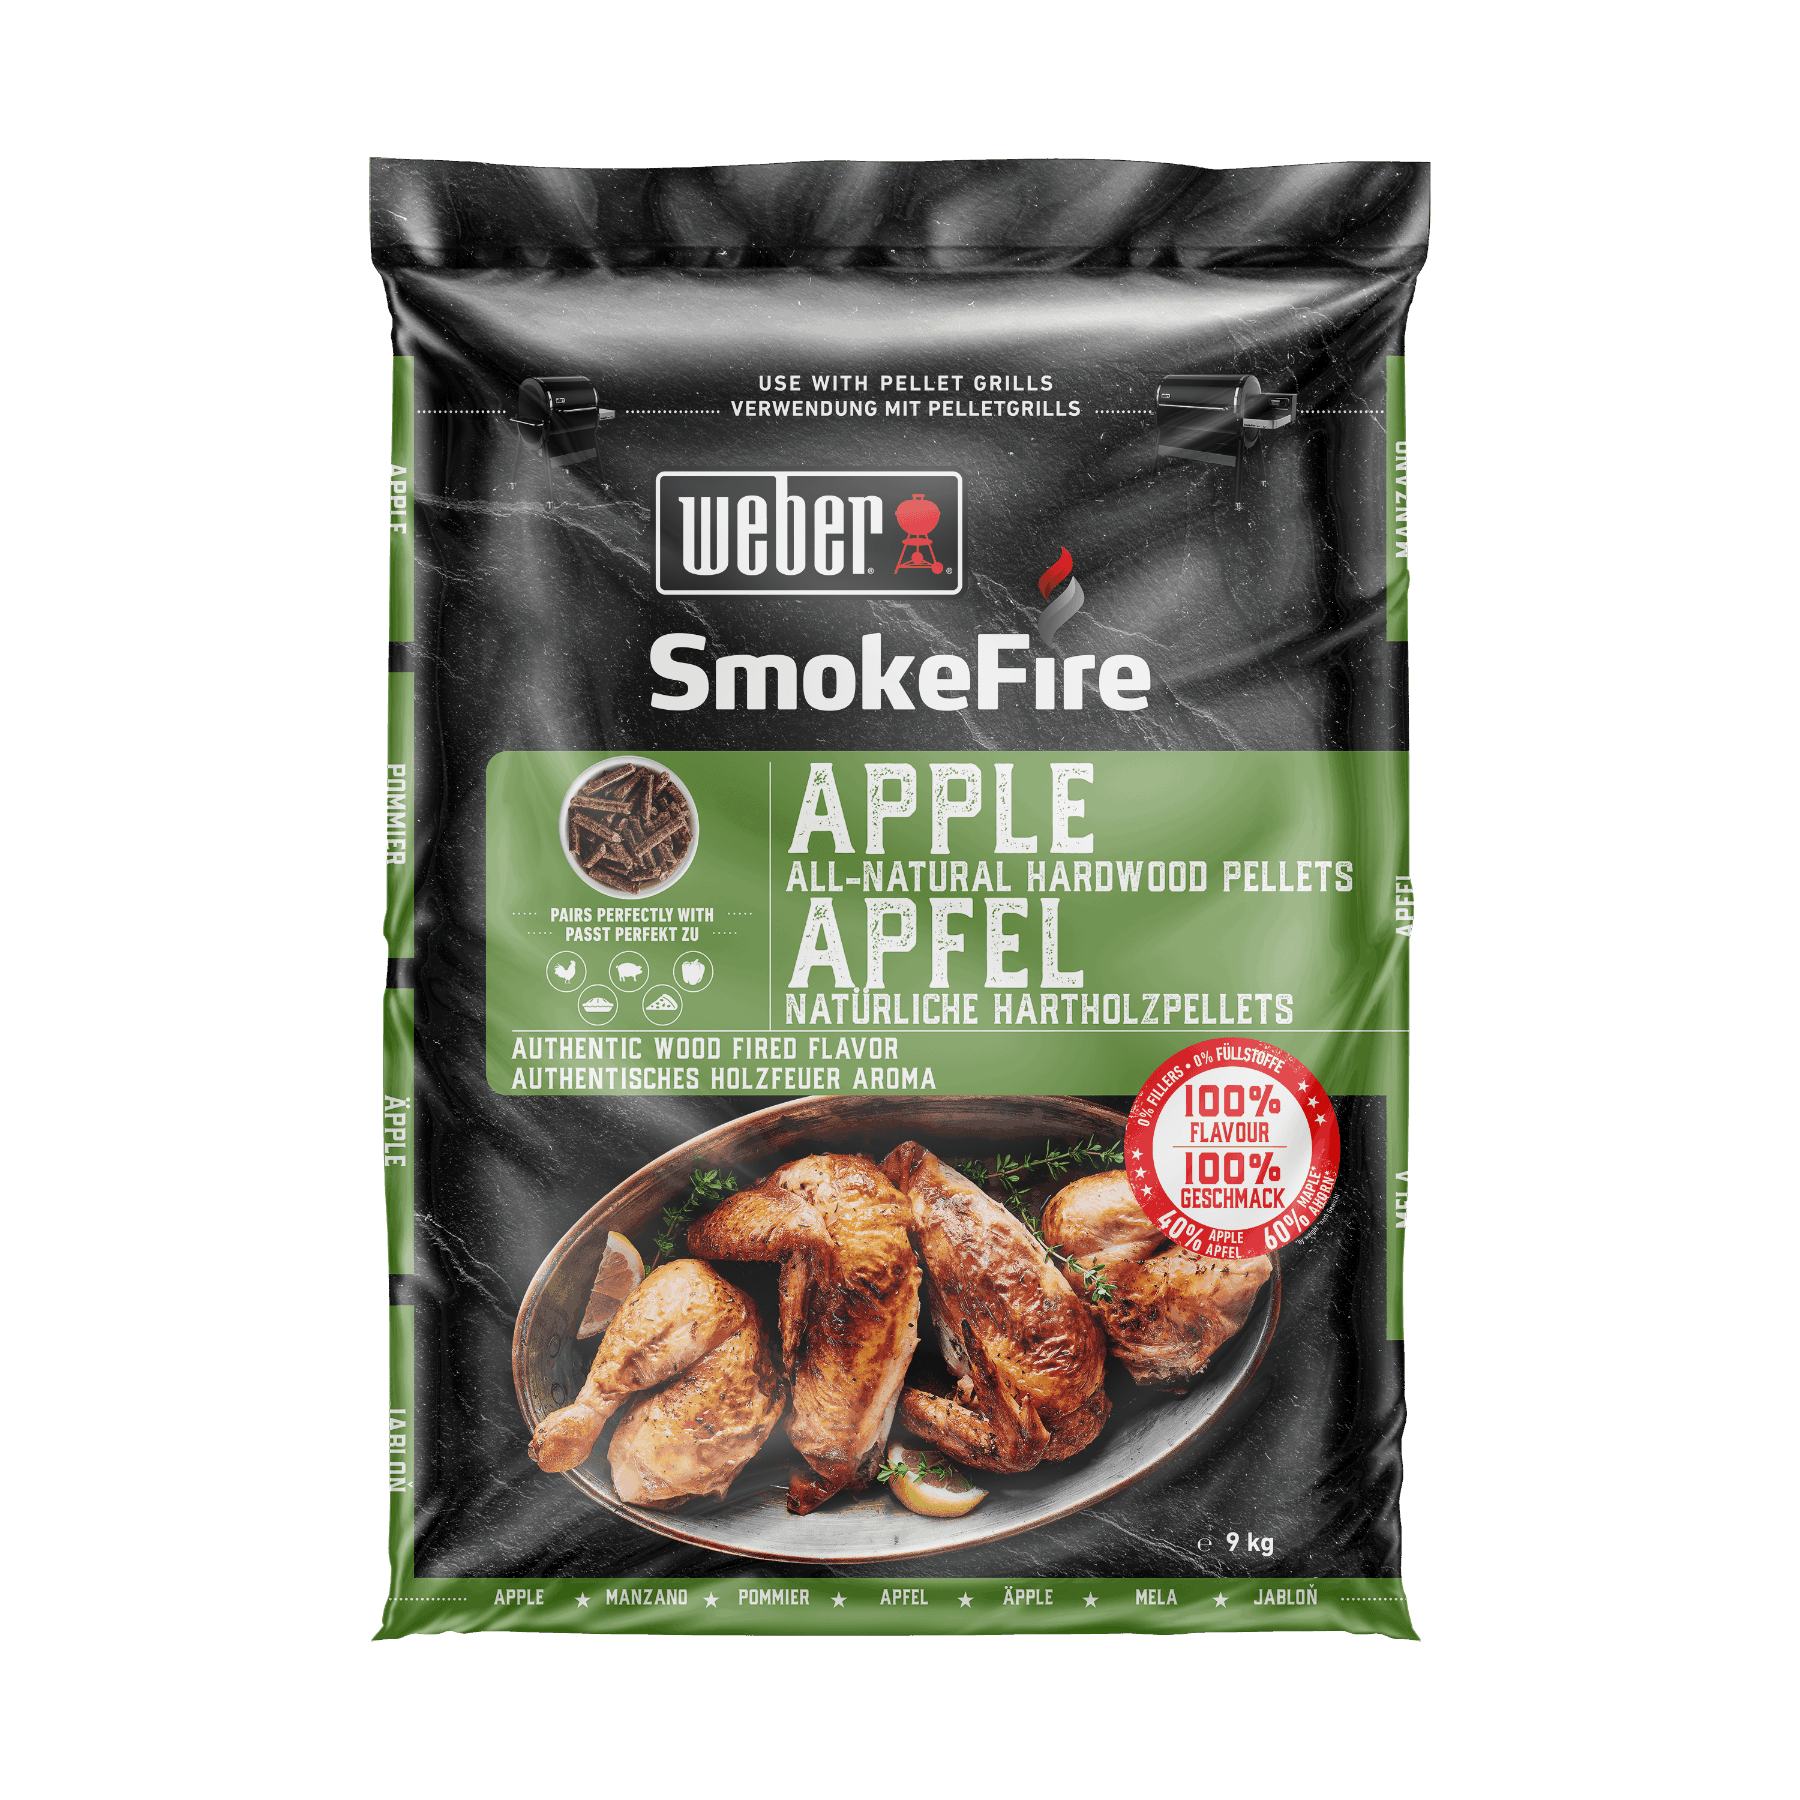 USE WITH PELLET GRILLS
VERWENDUNG MIT PELLETGRILLS
weber
SmokeFire
APPLE
ALL-NATURAL HARDWOOD PELLETS
APFEL
NATÜRLICHE HARTHOLZPELLETS
PAIRS PERFECTLY WITH
PASST PERFEKT ZU
AUTHENTIC WOOD FIRED FLAVOR
AUTHENTISCHES HOLZFEUER AROMA
0% FILLERS • 0% FÜLLSTOFFE
100%
FLAVOUR
100%
GESCHMACK
40% APPLE
APFEL
60% MAPLE*
AHORN*
℮ 9 kg
APPLE ★ MANZANO ★ POMMIER ★ APFEL ★ ÄPPLE ★ MELA ★ JABLOŇ
APPLE
POMMIER
ÄPPLE
JABLOŇ
MANZANO
APFEL
MELA